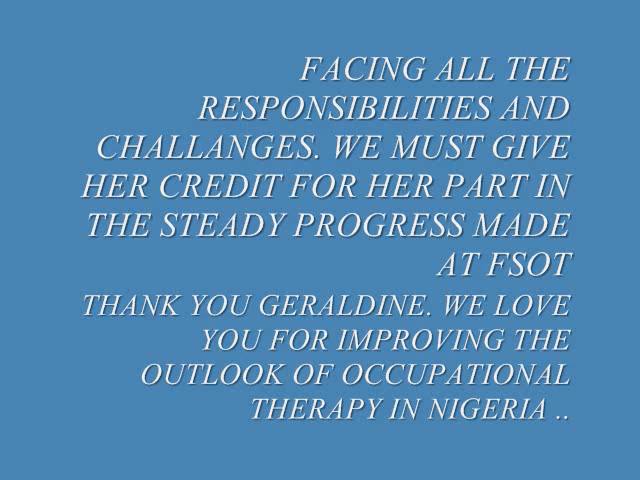 FACING ALL THE
RESPONSIBILITIES AND
CHALLANGES. WE MUST GIVE
HER CREDIT FOR HER PART IN
THE STEADY PROGRESS MADE
AT FSOT
THANK YOU GERALDINE. WE LOVE
YOU FOR IMPROVING THE
OUTLOOK OF OCCUPATIONAL
THERAPY IN NIGERIA ..